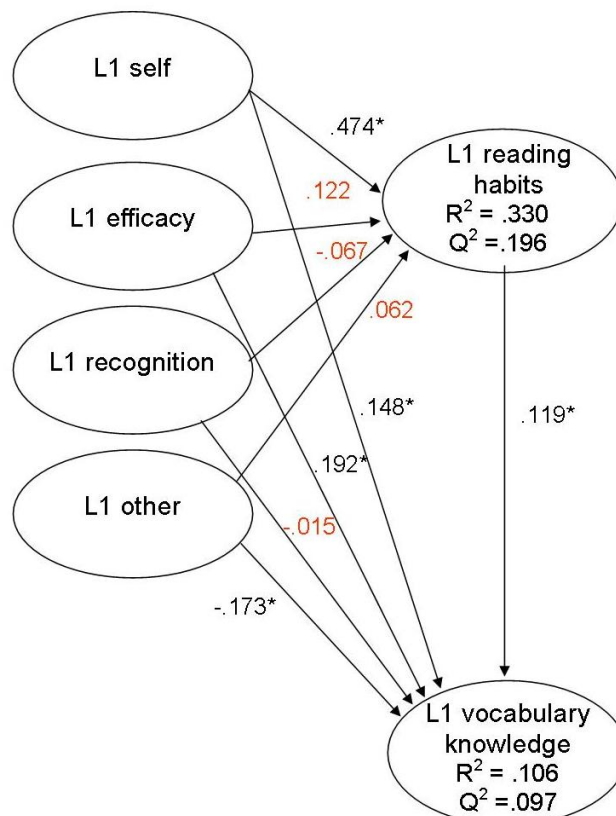 L1 self
.474*
L1 reading
habits
R² = .330
Q² =.196
L1 efficacy
.122
-.067
.062
L1 recognition
.148*
.119*
.192*
L1 other
-.015
-.173*
L1 vocabulary
knowledge
R² = .106
Q² =.097